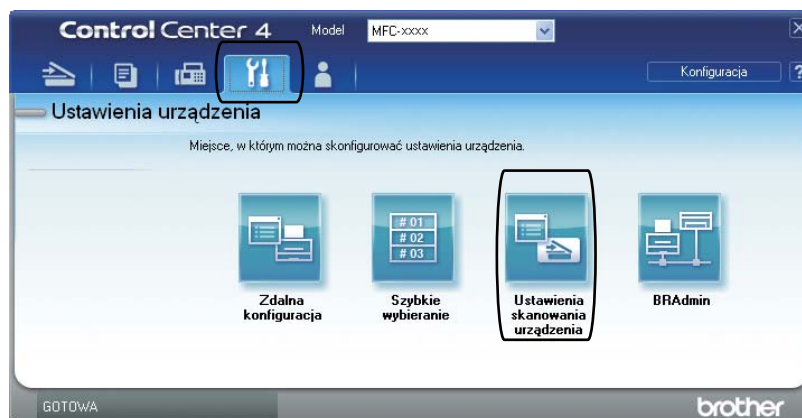 Control Center 4 Model MFC-xxxx
Konfiguracja ?
Ustawienia urządzenia
Miejsce, w którym można skonfigurować ustawienia urządzenia.
# 01
# 02
# 03
Zdalna
konfiguracja
Szybkie
wybieranie
Ustawienia
skanowania
urządzenia
BRAdmin
GOTOWA
brother